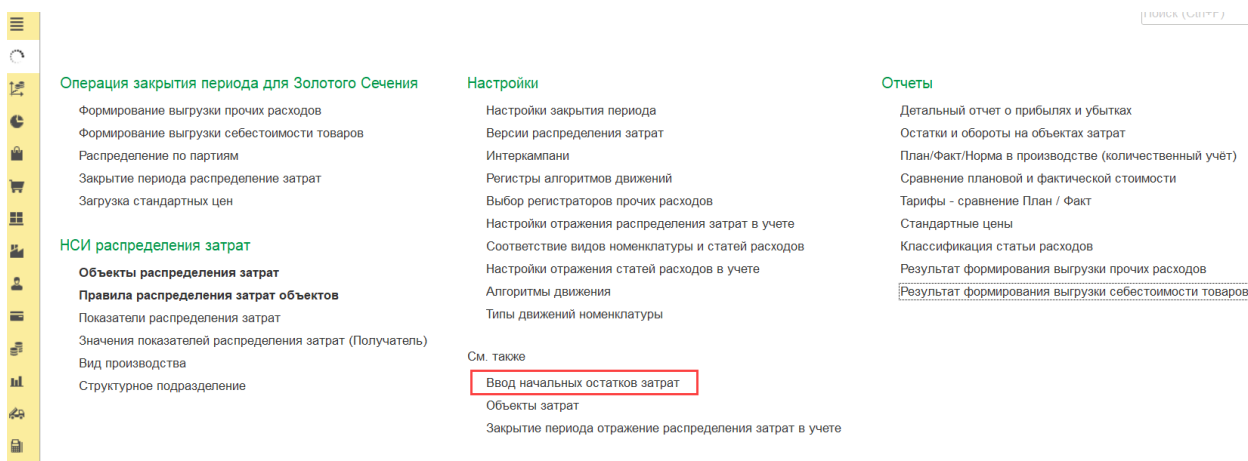 Поиск (Ctrl+F)
Операция закрытия периода для Золотого Сечения
Формирование выгрузки прочих расходов
Формирование выгрузки себестоимости товаров
Распределение по партиям
Закрытие периода распределение затрат
Загрузка стандартных цен
НСИ распределения затрат
Объекты распределения затрат
Правила распределения затрат объектов
Показатели распределения затрат
Значения показателей распределения затрат (Получатель)
Вид производства
Структурное подразделение
Настройки
Настройки закрытия периода
Версии распределения затрат
Интеркампани
Регистры алгоритмов движений
Выбор регистраторов прочих расходов
Настройки отражения распределения затрат в учете
Соответствие видов номенклатуры и статей расходов
Настройки отражения статей расходов в учете
Алгоритмы движения
Типы движений номенклатуры
См. также
Ввод начальных остатков затрат
Объекты затрат
Закрытие периода отражение распределения затрат в учете
Отчеты
Детальный отчет о прибылях и убытках
Остатки и обороты на объектах затрат
План/Факт/Норма в производстве (количественный учёт)
Сравнение плановой и фактической стоимости
Тарифы - сравнение План / Факт
Стандартные цены
Классификация статьи расходов
Результат формирования выгрузки прочих расходов
Результат формирования выгрузки себестоимости товаров